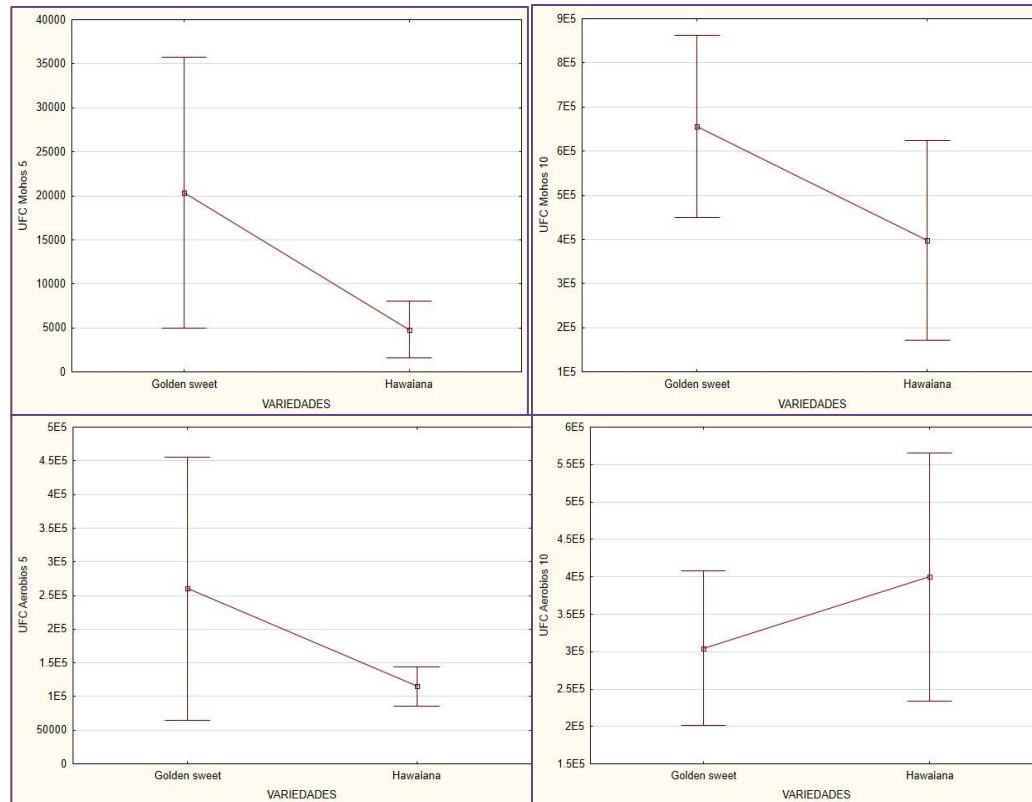 40000
35000
30000
25000
20000
15000
10000
5000
0
UFC Mohos 5
Golden sweet Hawaiana
VARIEDADES
9E5
8E5
7E5
6E5
5E5
4E5
3E5
2E5
1E5
UFC Mohos 10
Golden sweet Hawaiana
VARIEDADES
5E5
4.5E5
4E5
3.5E5
3E5
2.5E5
2E5
1.5E5
1E5
50000
0
UFC Aerobios 5
Golden sweet Hawaiana
VARIEDADES
6E5
5.5E5
5E5
4.5E5
4E5
3.5E5
3E5
2.5E5
2E5
1.5E5
UFC Aerobios 10
Golden sweet Hawaiana
VARIEDADES